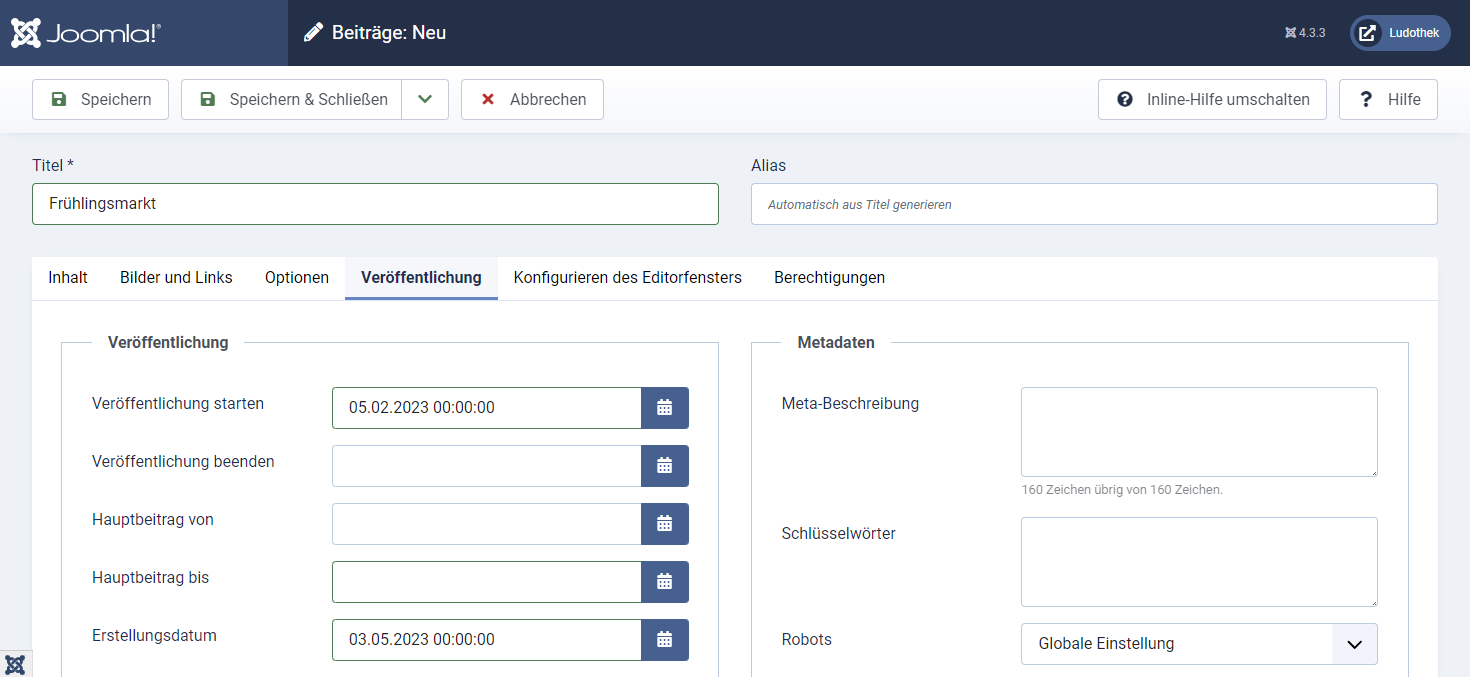 Joomla!®
Beiträge: Neu
4.3.3
Ludothek
Speichern
Speichern & Schließen
Abbrechen
Inline-Hilfe umschalten
? Hilfe
Titel *
Alias
Frühlingsmarkt
Automatisch aus Titel generieren
Inhalt
Bilder und Links
Optionen
Veröffentlichung
Konfigurieren des Editorfensters
Berechtigungen
Veröffentlichung
Veröffentlichung starten
05.02.2023 00:00:00
Veröffentlichung beenden
Hauptbeitrag von
Hauptbeitrag bis
Erstellungsdatum
03.05.2023 00:00:00
Metadaten
Meta-Beschreibung
160 Zeichen übrig von 160 Zeichen.
Schlüsselwörter
Robots
Globale Einstellung